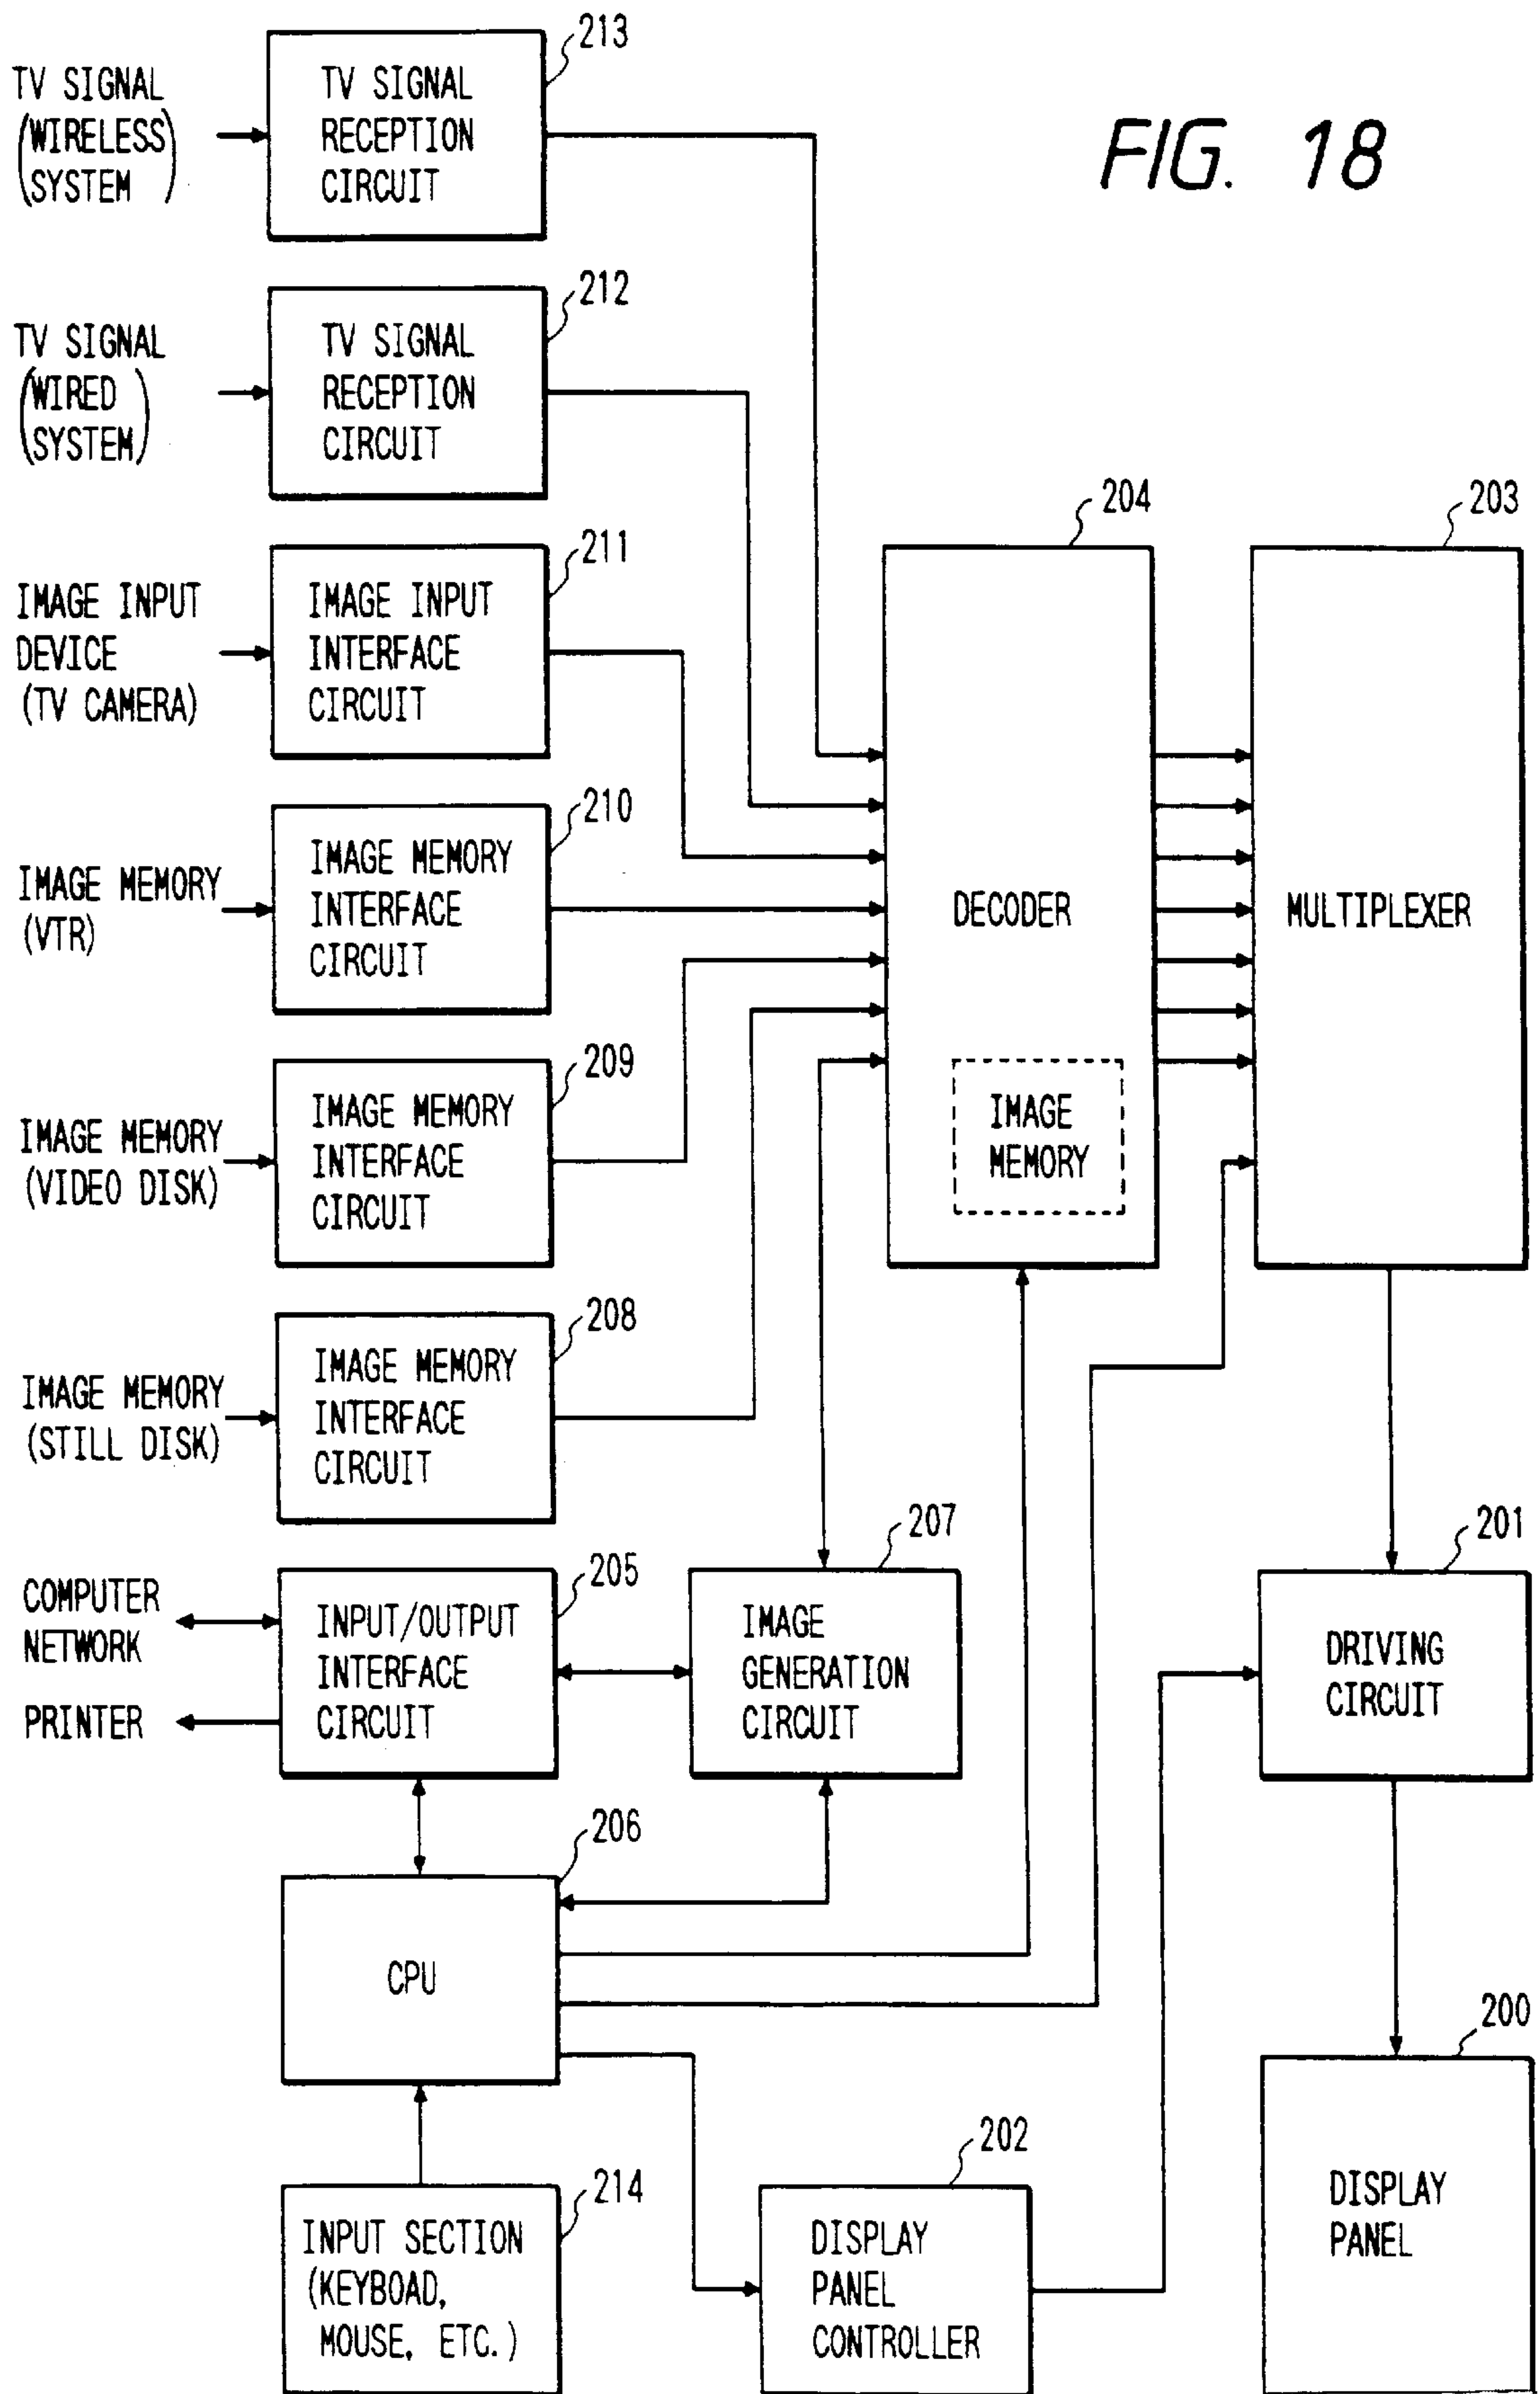 FIG. 18
213
TV SIGNAL
(WIRELESS
SYSTEM)
TV SIGNAL
RECEPTION
CIRCUIT
212
TV SIGNAL
(WIRED
SYSTEM)
TV SIGNAL
RECEPTION
CIRCUIT
211
IMAGE INPUT
DEVICE
(TV CAMERA)
IMAGE INPUT
INTERFACE
CIRCUIT
210
IMAGE MEMORY
(VTR)
IMAGE MEMORY
INTERFACE
CIRCUIT
209
IMAGE MEMORY
(VIDEO DISK)
IMAGE MEMORY
INTERFACE
CIRCUIT
208
IMAGE MEMORY
(STILL DISK)
IMAGE MEMORY
INTERFACE
CIRCUIT
204
DECODER
IMAGE
MEMORY
203
MULTIPLEXER
205
COMPUTER
NETWORK
PRINTER
INPUT/OUTPUT
INTERFACE
CIRCUIT
207
IMAGE
GENERATION
CIRCUIT
201
DRIVING
CIRCUIT
206
CPU
200
DISPLAY
PANEL
214
INPUT SECTION
(KEYBOAD,
MOUSE, ETC.)
202
DISPLAY
PANEL
CONTROLLER